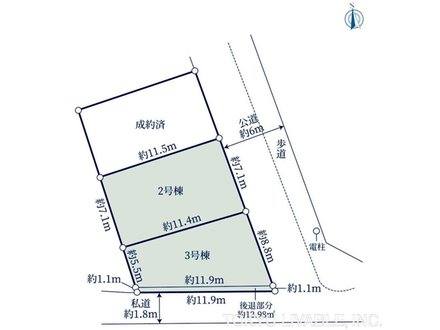 成約済
約11.5m
公道
約6m
歩道
約7.1m
2号棟
約7.1m
約11.4m
電柱
3号棟
約5.5m
約8.8m
約1.1m
約11.9m
約1.1m
私道
約1.8m
約11.9m
後退部分
約12.98㎡